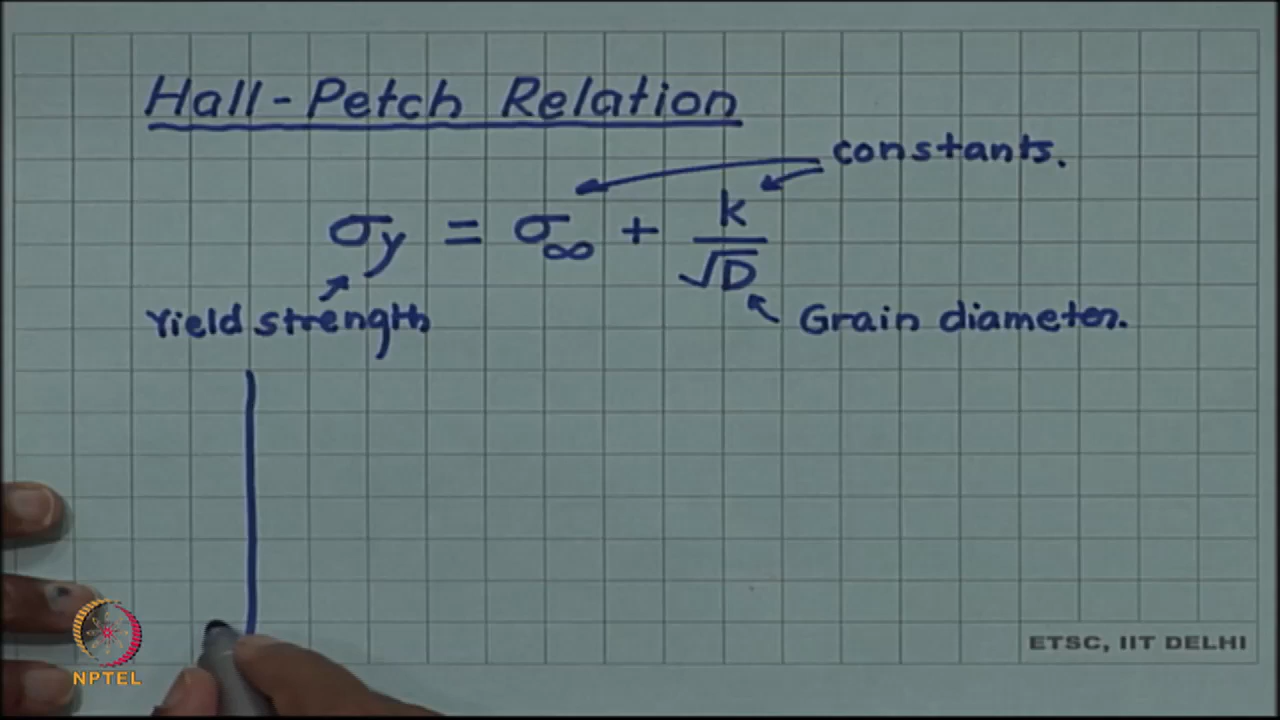 Hall-Petch Relation
constants.
σy = σ∞ + k/√D
Yield strength
Grain diameter.
ETSC, IIT DELHI
NPTEL